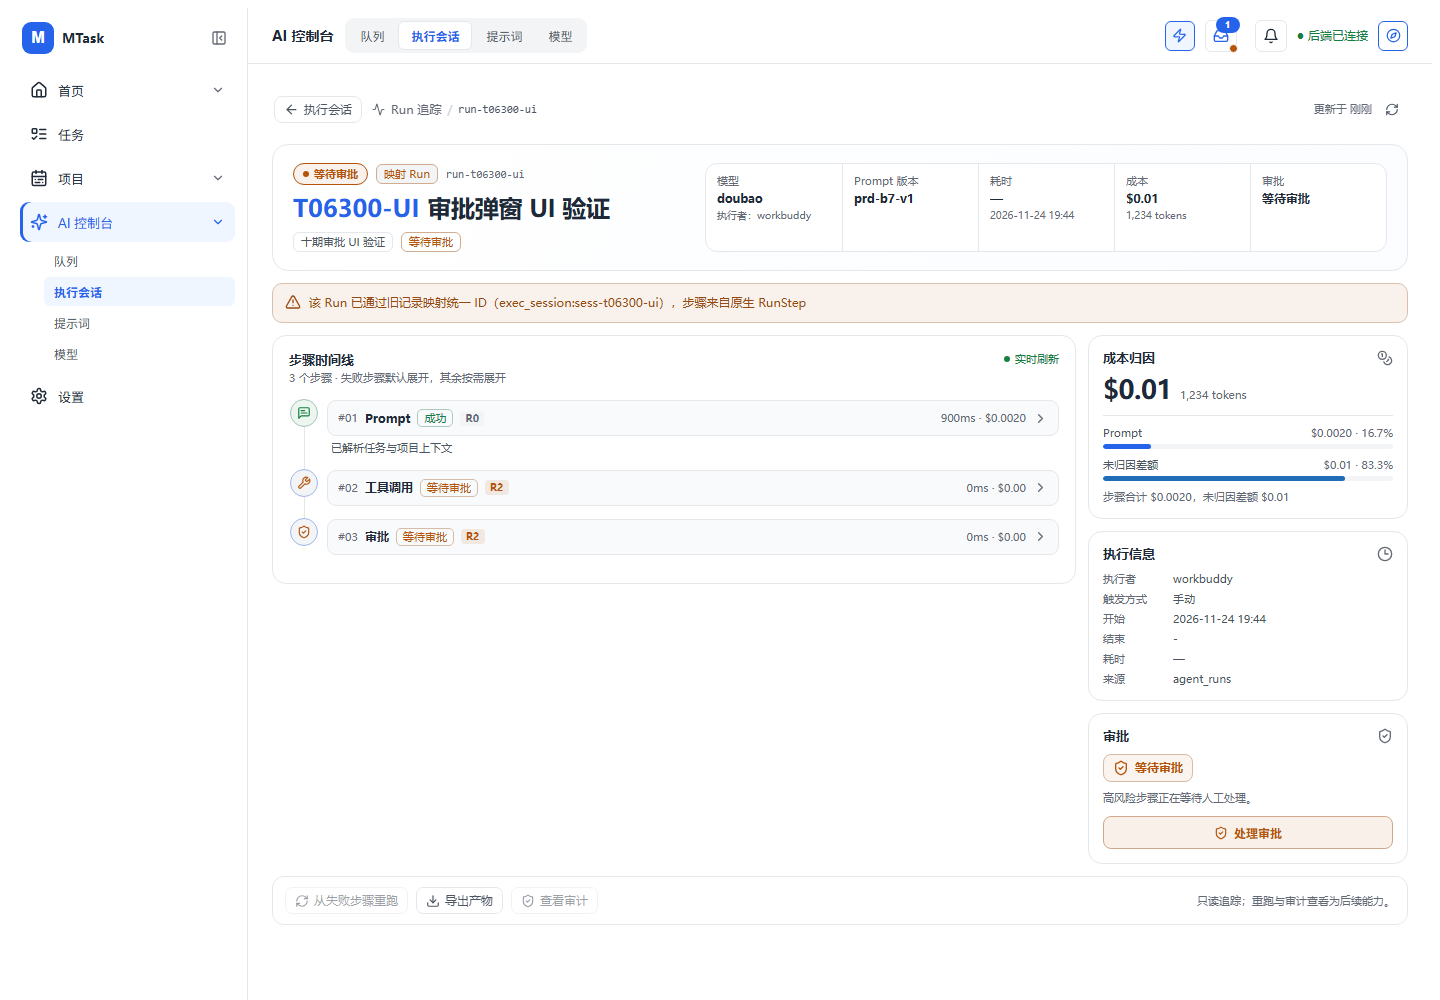 M MTask
首页
任务
项目
AI 控制台
队列
执行会话
提示词
模型
设置
AI 控制台 队列 执行会话 提示词 模型
1
后端已连接
执行会话 Run 追踪 / run-t06300-ui
更新于 刚刚
等待审批 映射 Run run-t06300-ui
T06300-UI 审批弹窗 UI 验证
十期审批 UI 验证 等待审批
模型
doubao
执行者：workbuddy
Prompt 版本
prd-b7-v1
耗时
—
2026-11-24 19:44
成本
$0.01
1,234 tokens
审批
等待审批
该 Run 已通过旧记录映射统一 ID（exec_session:sess-t06300-ui），步骤来自原生 RunStep
步骤时间线
实时刷新
3 个步骤 · 失败步骤默认展开，其余按需展开
#01 Prompt 成功 R0 900ms · $0.0020
已解析任务与项目上下文
#02 工具调用 等待审批 R2 0ms · $0.00
#03 审批 等待审批 R2 0ms · $0.00
成本归因
$0.01 1,234 tokens
Prompt $0.0020 · 16.7%
未归因差额 $0.01 · 83.3%
步骤合计 $0.0020，未归因差额 $0.01
执行信息
执行者 workbuddy
触发方式 手动
开始 2026-11-24 19:44
结束 -
耗时 —
来源 agent_runs
审批
等待审批
高风险步骤正在等待人工处理。
处理审批
从失败步骤重跑 导出产物 查看审计
只读追踪；重跑与审计查看为后续能力。